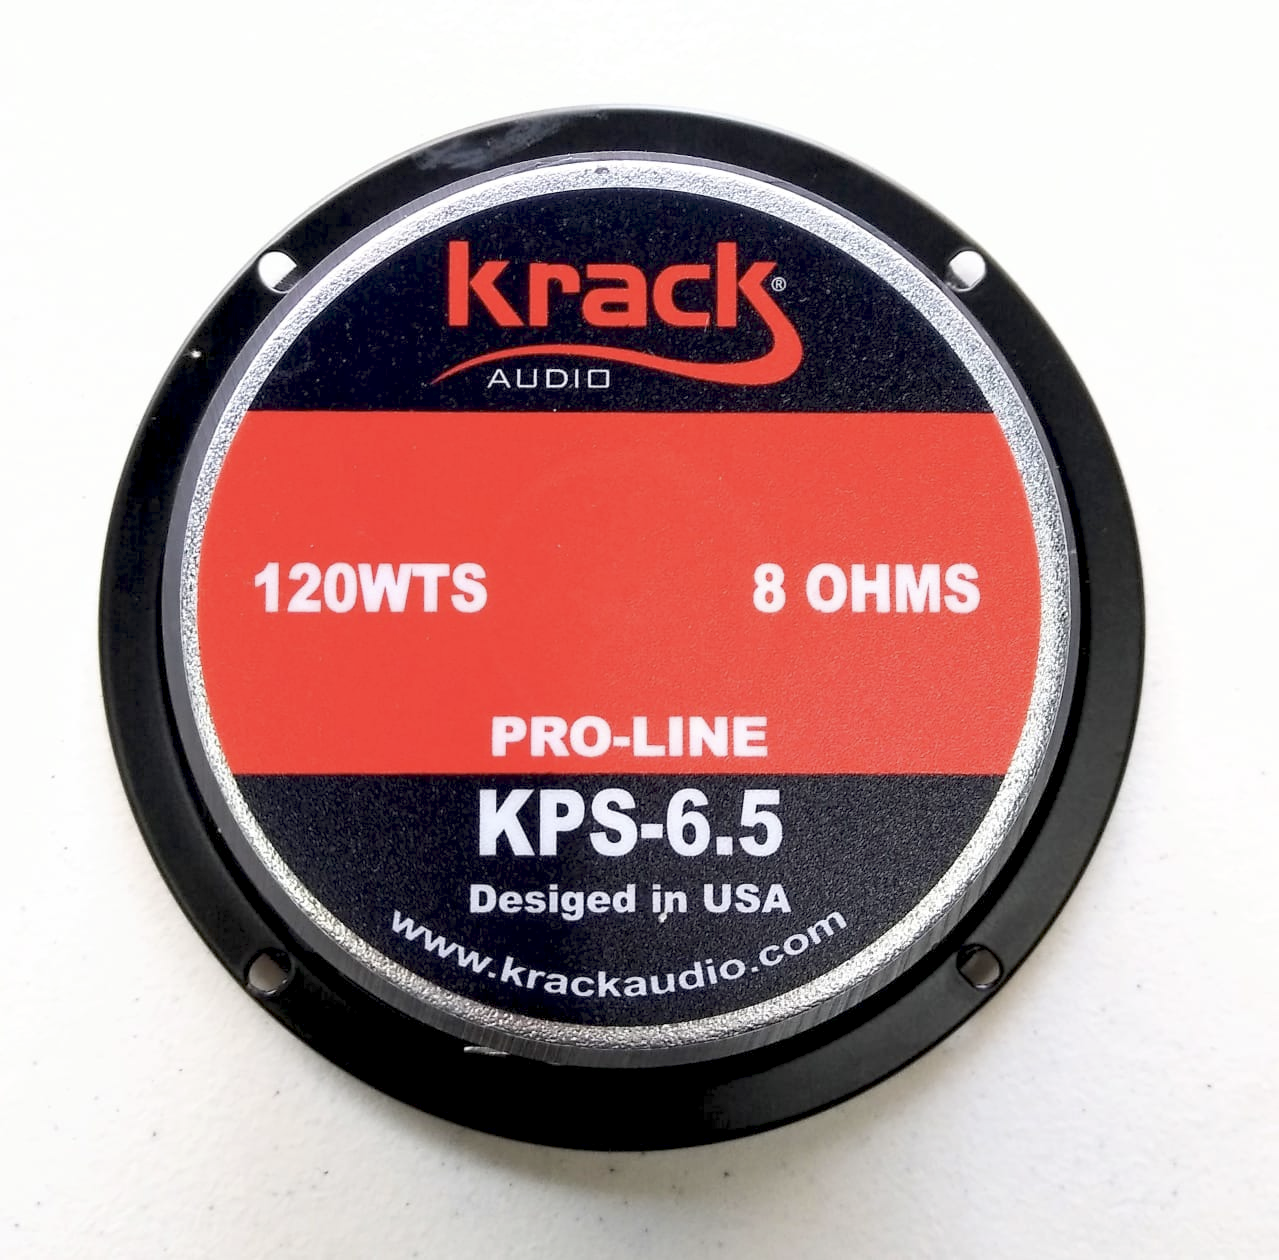 krack®
AUDIO
120WTS 8 OHMS
PRO-LINE
KPS-6.5
Desiged in USA
www.krackaudio.com